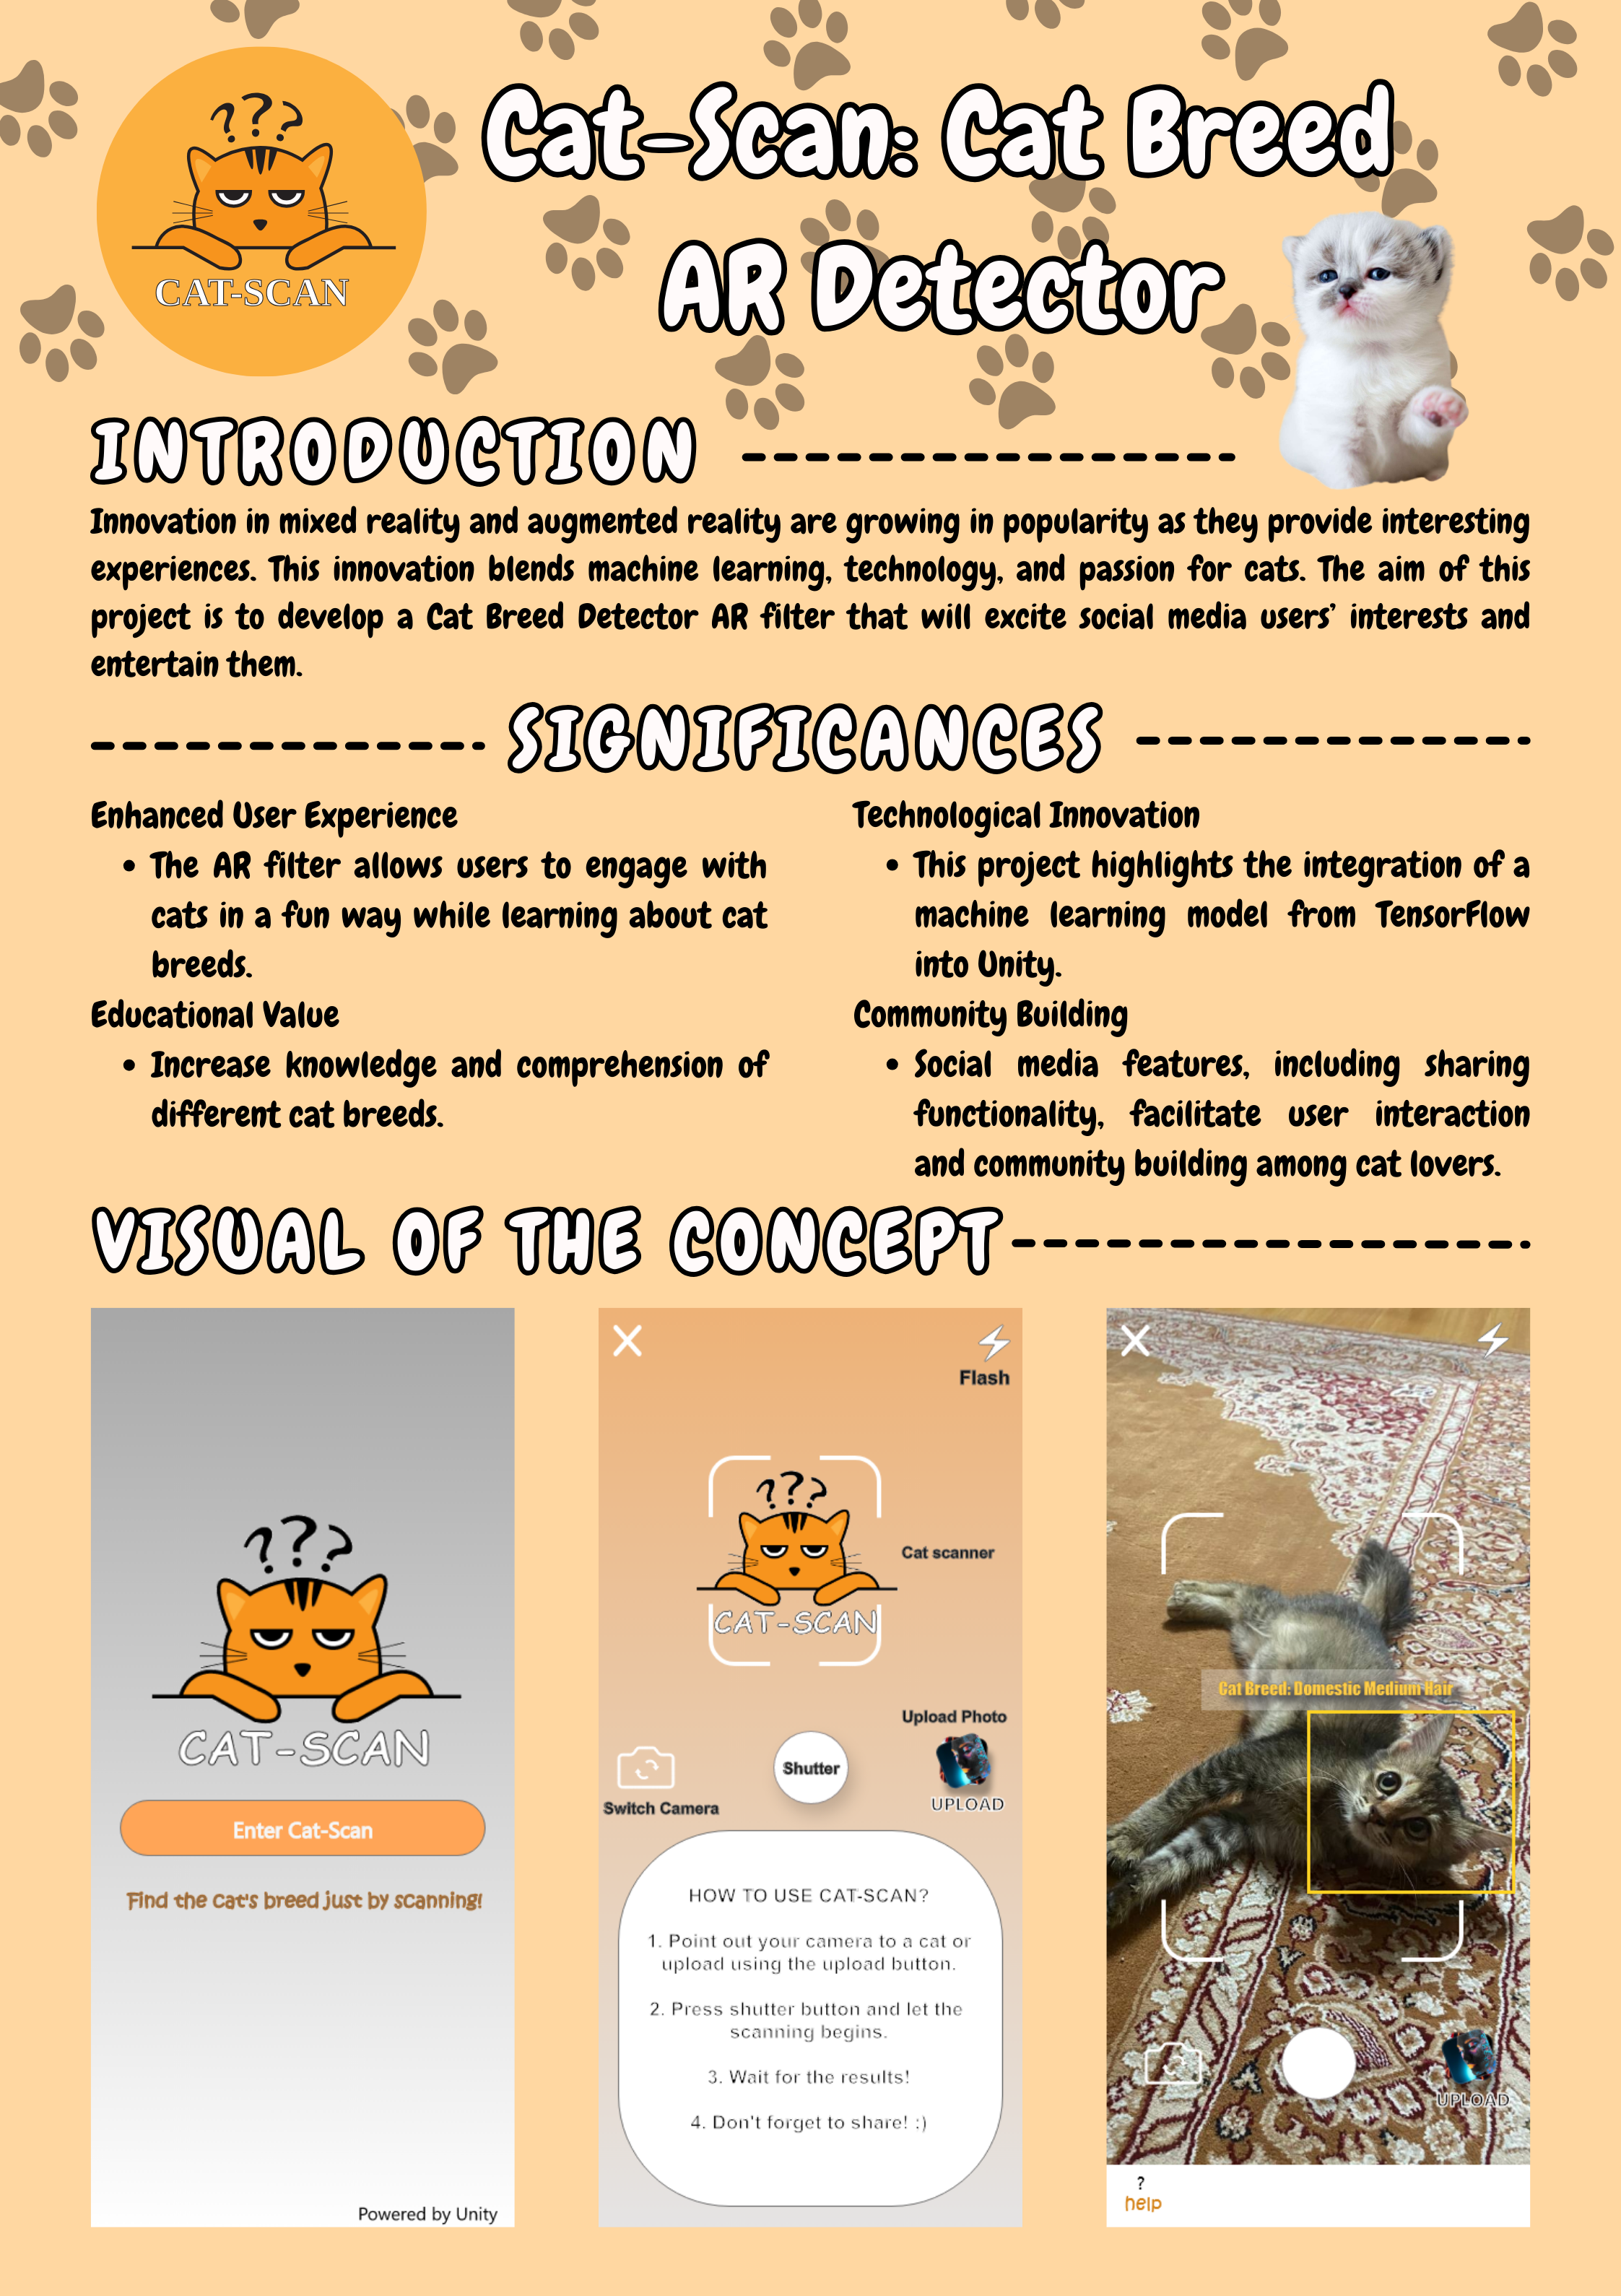 ???
CAT-SCAN
Cat-Scan: Cat Breed
AR Detector
INTRODUCTION
Innovation in mixed reality and augmented reality are growing in popularity as they provide interesting
experiences. This innovation blends machine learning, technology, and passion for cats. The aim of this
project is to develop a Cat Breed Detector AR filter that will excite social media users’ interests and
entertain them.
SIGNIFICANCES
Enhanced User Experience
• The AR filter allows users to engage with
cats in a fun way while learning about cat
breeds.
Educational Value
• Increase knowledge and comprehension of
different cat breeds.
Technological Innovation
• This project highlights the integration of a
machine learning model from TensorFlow
into Unity.
Community Building
• Social media features, including sharing
functionality, facilitate user interaction
and community building among cat lovers.
VISUAL OF THE CONCEPT
???
CAT-SCAN
Enter Cat-Scan
Find the cat's breed just by scanning!
Powered by Unity
Flash
???
Cat scanner
CAT-SCAN
Upload Photo
Shutter
UPLOAD
Switch Camera
HOW TO USE CAT-SCAN?
1. Point out your camera to a cat or
upload using the upload button.
2. Press shutter button and let the
scanning begins.
3. Wait for the results!
4. Don't forget to share! :)
Cat Breed: Domestic Medium Hair
UPLOAD
?
help